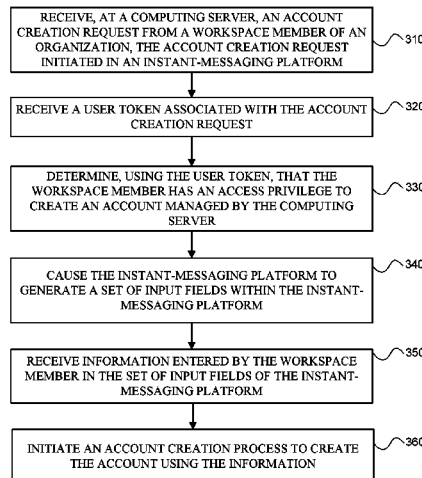 RECEIVE, AT A COMPUTING SERVER, AN ACCOUNT
CREATION REQUEST FROM A WORKSPACE MEMBER OF AN
ORGANIZATION, THE ACCOUNT CREATION REQUEST
INITIATED IN AN INSTANT-MESSAGING PLATFORM
310
RECEIVE A USER TOKEN ASSOCIATED WITH THE ACCOUNT
CREATION REQUEST
320
DETERMINE, USING THE USER TOKEN, THAT THE
WORKSPACE MEMBER HAS AN ACCESS PRIVILEGE TO
CREATE AN ACCOUNT MANAGED BY THE COMPUTING
SERVER
330
CAUSE THE INSTANT-MESSAGING PLATFORM TO
GENERATE A SET OF INPUT FIELDS WITHIN THE INSTANT-
MESSAGING PLATFORM
340
RECEIVE INFORMATION ENTERED BY THE WORKSPACE
MEMBER IN THE SET OF INPUT FIELDS OF THE INSTANT-
MESSAGING PLATFORM
350
INITIATE AN ACCOUNT CREATION PROCESS TO CREATE
THE ACCOUNT USING THE INFORMATION
360